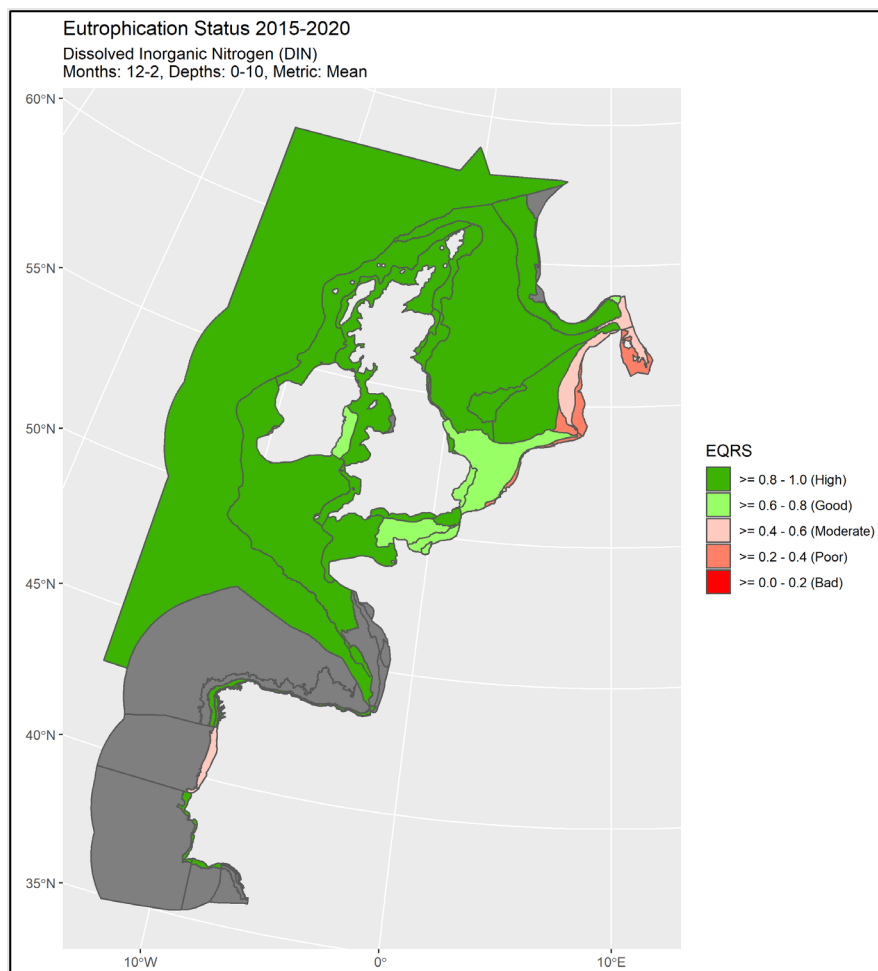 Eutrophication Status 2015-2020
Dissolved Inorganic Nitrogen (DIN)
Months: 12-2, Depths: 0-10, Metric: Mean
60°N
55°N
50°N
45°N
40°N
35°N
10°W
0°
10°E
EQRS
>= 0.8 - 1.0 (High)
>= 0.6 - 0.8 (Good)
>= 0.4 - 0.6 (Moderate)
>= 0.2 - 0.4 (Poor)
>= 0.0 - 0.2 (Bad)